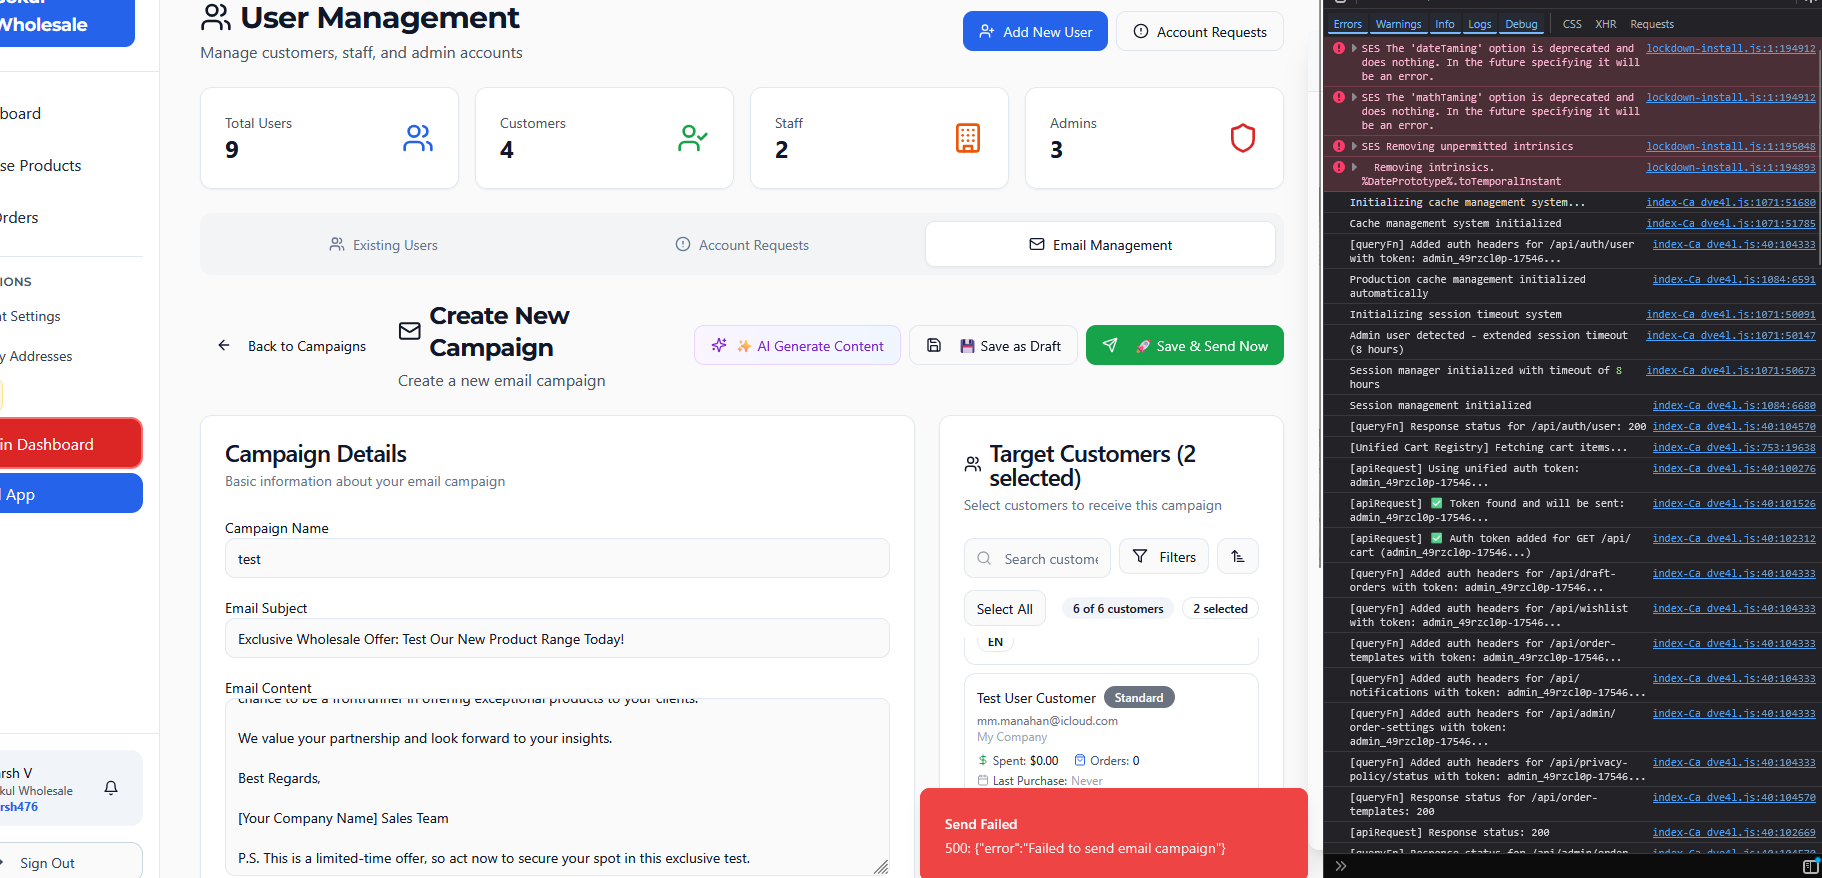 Wholesale
board
se Products
Orders
IONS
t Settings
y Addresses
in Dashboard
App
rsh V
kul Wholesale
rsh476
Sign Out
User Management
Manage customers, staff, and admin accounts
Add New User
Account Requests
Total Users
9
Customers
4
Staff
2
Admins
3
Existing Users
Account Requests
Email Management
Back to Campaigns
Create New
Campaign
Create a new email campaign
✨ AI Generate Content
💾 Save as Draft
🚀 Save & Send Now
Campaign Details
Basic information about your email campaign
Campaign Name
test
Email Subject
Exclusive Wholesale Offer: Test Our New Product Range Today!
Email Content
chance to be a frontrunner in offering exceptional products to your clients.
We value your partnership and look forward to your insights.
Best Regards,
[Your Company Name] Sales Team
P.S. This is a limited-time offer, so act now to secure your spot in this exclusive test.
Target Customers (2
selected)
Select customers to receive this campaign
Search custome
Filters
Select All
6 of 6 customers
2 selected
EN
Test User Customer Standard
mm.manahan@icloud.com
My Company
Spent: $0.00 Orders: 0
Last Purchase: Never
Send Failed
500: {"error":"Failed to send email campaign"}
Errors Warnings Info Logs Debug CSS XHR Requests
SES The 'dateTaming' option is deprecated and lockdown-install.js:1:194912
does nothing. In the future specifying it will
be an error.
SES The 'mathTaming' option is deprecated and lockdown-install.js:1:194912
does nothing. In the future specifying it will
be an error.
SES Removing unpermitted intrinsics lockdown-install.js:1:195048
Removing intrinsics. lockdown-install.js:1:194893
%DatePrototype%.toTemporalInstant
Initializing cache management system... index-Ca_dve4l.js:1071:51680
Cache management system initialized index-Ca_dve4l.js:1071:51785
[queryFn] Added auth headers for /api/auth/user index-Ca_dve4l.js:40:104333
with token: admin_49rzcl0p-17546...
Production cache management initialized index-Ca_dve4l.js:1084:6591
automatically
Initializing session timeout system index-Ca_dve4l.js:1071:50091
Admin user detected - extended session timeout index-Ca_dve4l.js:1071:50147
(8 hours)
Session manager initialized with timeout of 8 index-Ca_dve4l.js:1071:50673
hours
Session management initialized index-Ca_dve4l.js:1084:6680
[queryFn] Response status for /api/auth/user: 200 index-Ca_dve4l.js:40:104570
[Unified Cart Registry] Fetching cart items... index-Ca_dve4l.js:753:19638
[apiRequest] Using unified auth token: index-Ca_dve4l.js:40:100276
admin_49rzcl0p-17546...
[apiRequest] ✅ Token found and will be sent: index-Ca_dve4l.js:40:101526
admin_49rzcl0p-17546...
[apiRequest] ✅ Auth token added for GET /api/ index-Ca_dve4l.js:40:102312
cart (admin_49rzcl0p-17546...)
[queryFn] Added auth headers for /api/draft- index-Ca_dve4l.js:40:104333
orders with token: admin_49rzcl0p-17546...
[queryFn] Added auth headers for /api/wishlist index-Ca_dve4l.js:40:104333
with token: admin_49rzcl0p-17546...
[queryFn] Added auth headers for /api/order- index-Ca_dve4l.js:40:104333
templates with token: admin_49rzcl0p-17546...
[queryFn] Added auth headers for /api/ index-Ca_dve4l.js:40:104333
notifications with token: admin_49rzcl0p-17546...
[queryFn] Added auth headers for /api/admin/ index-Ca_dve4l.js:40:104333
order-settings with token:
admin_49rzcl0p-17546...
[queryFn] Added auth headers for /api/privacy- index-Ca_dve4l.js:40:104333
policy/status with token: admin_49rzcl0p-17546...
[queryFn] Response status for /api/order- index-Ca_dve4l.js:40:104570
templates: 200
[apiRequest] Response status: 200 index-Ca_dve4l.js:40:102669
[queryFn] Response status for /api/admin/order- index-Ca_dve4l.js:40:104570